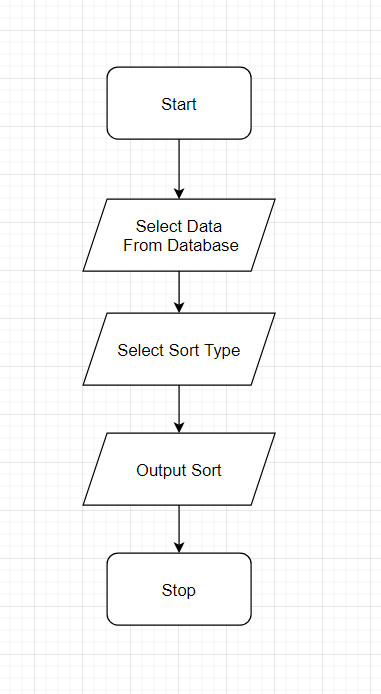 Start
Select Data
From Database
Select Sort Type
Output Sort
Stop